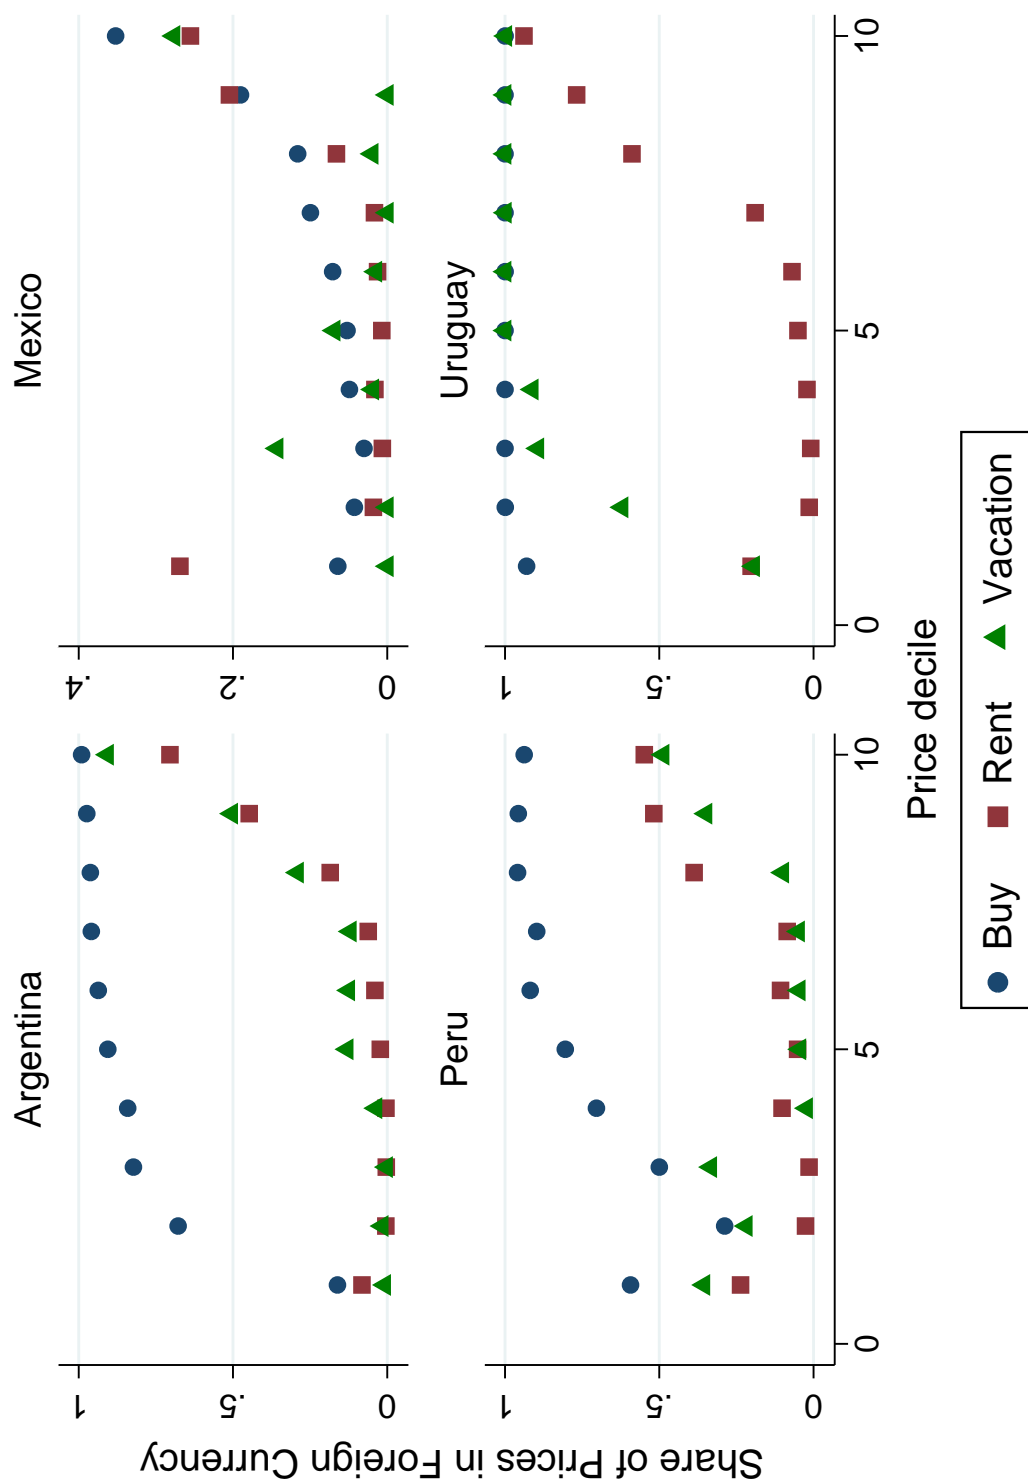 Argentina
Mexico
1
.5
0
.4
.2
0
Peru
Uruguay
1
.5
0
0
5
10
1
.5
0
0
5
10
Share of Prices in Foreign Currency
Price decile
Buy Rent Vacation